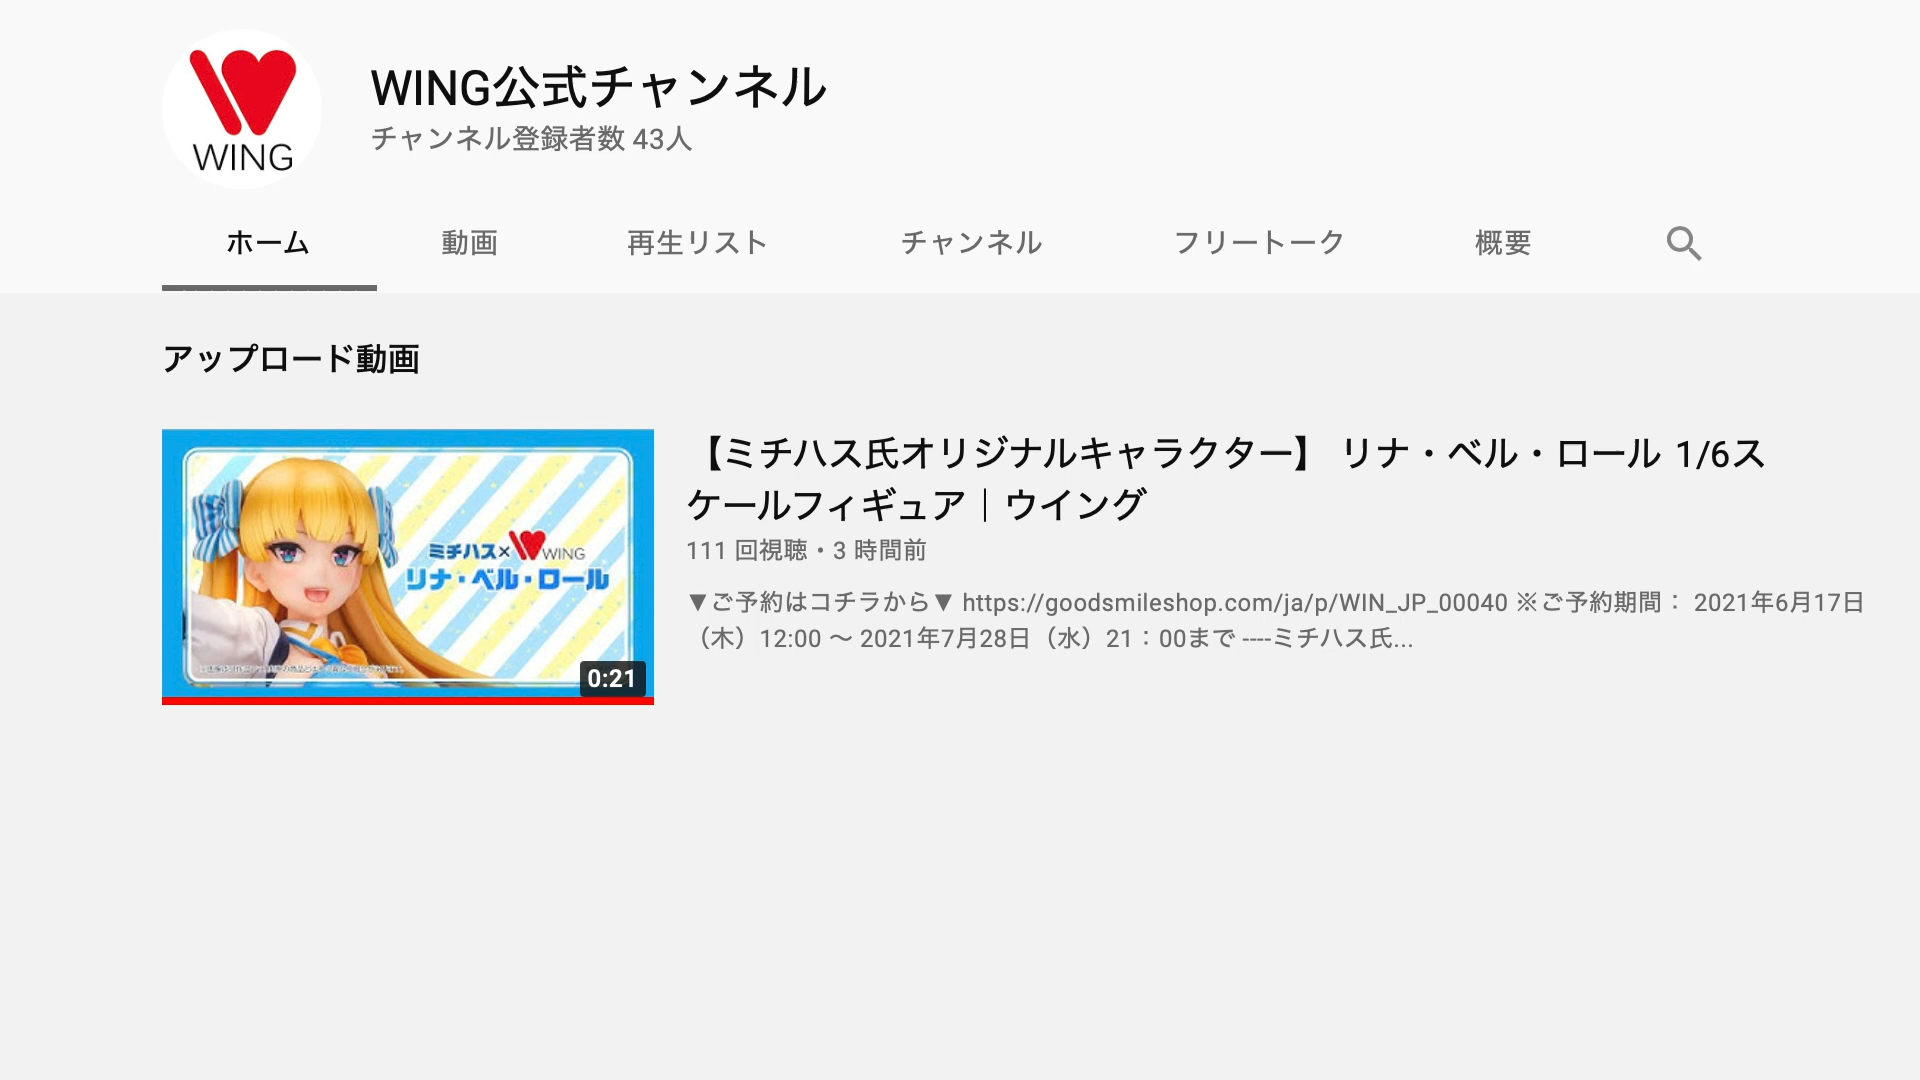 WING
WING公式チャンネル
チャンネル登録者数 43人
ホーム
動画
再生リスト
チャンネル
フリートーク
概要
アップロード動画
ミチハス×WING
リナ・ベル・ロール
0:21
【ミチハス氏オリジナルキャラクター】 リナ・ベル・ロール 1/6ス
ケールフィギュア｜ウイング
111 回視聴・3 時間前
▼ご予約はコチラから▼ https://goodsmileshop.com/ja/p/WIN_JP_00040 ※ご予約期間： 2021年6月17日
（木）12:00 〜 2021年7月28日（水）21：00まで ----ミチハス氏...